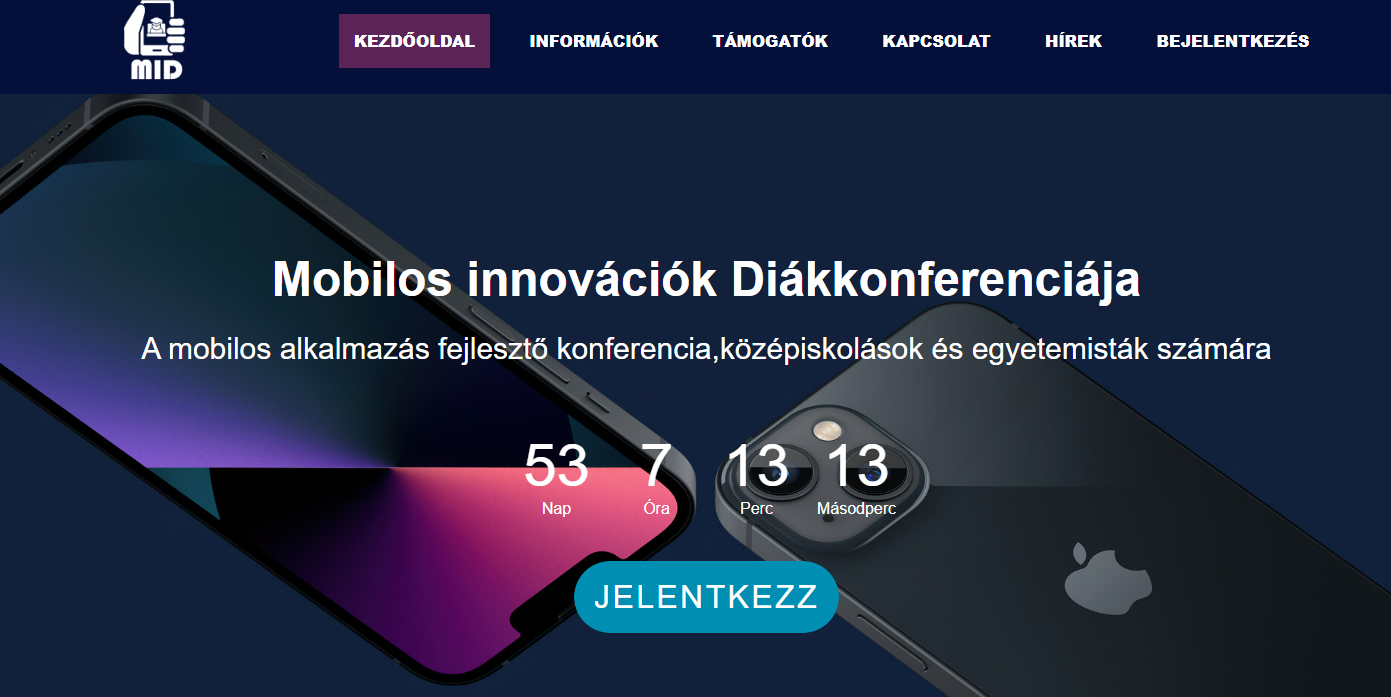 MID
KEZDŐOLDAL INFORMÁCIÓK TÁMOGATÓK KAPCSOLAT HÍREK BEJELENTKEZÉS
Mobilos innovációk Diákkonferenciája
A mobilos alkalmazás fejlesztő konferencia,középiskolások és egyetemisták számára
53 7 13 13
Nap Óra Perc Másodperc
JELENTKEZZ